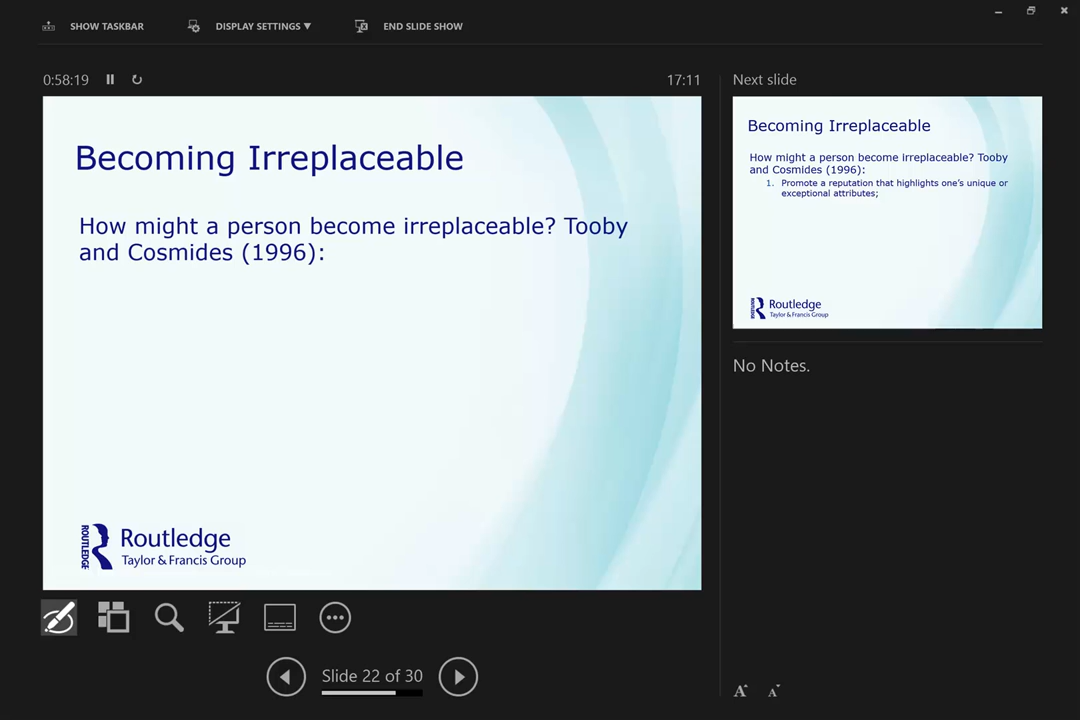 SHOW TASKBAR
DISPLAY SETTINGS ▼
END SLIDE SHOW
0:58:19
17:11
Becoming Irreplaceable
How might a person become irreplaceable? Tooby
and Cosmides (1996):
ROUTLEDGE
Routledge
Taylor & Francis Group
Slide 22 of 30
Next slide
Becoming Irreplaceable
How might a person become irreplaceable? Tooby
and Cosmides (1996):
1. Promote a reputation that highlights one's unique or
exceptional attributes;
ROUTLEDGE
Routledge
Taylor & Francis Group
No Notes.
A A